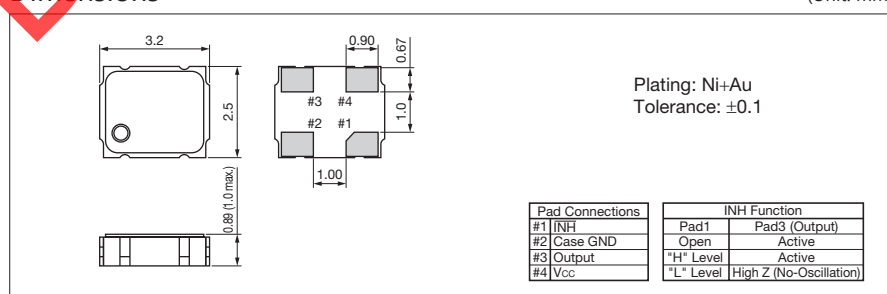 (Unit: mm
3.2
2.5
0.89 (1.0 max.)
0.90
0.67
#3 #4
#2 #1
1.0
1.00
Plating: Ni+Au
Tolerance: ±0.1
Pad Connections
#1 INH
#2 Case GND
#3 Output
#4 Vcc
INH Function
Pad1 Pad3 (Output)
Open Active
"H" Level Active
"L" Level High Z (No-Oscillation)